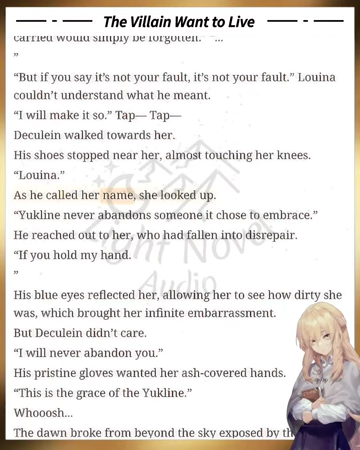 The Villain Want to Live
carried would simply be forgotten." "...
”
“But if you say it’s not your fault, it’s not your fault.” Louina
couldn’t understand what he meant.
“I will make it so.” Tap— Tap—
Deculein walked towards her.
His shoes stopped near her, almost touching her knees.
“Louina.”
As he called her name, she looked up.
“Yukline never abandons someone it chose to embrace.”
He reached out to her, who had fallen into disrepair.
“If you hold my hand.
”
His blue eyes reflected her, allowing her to see how dirty she
was, which brought her infinite embarrassment.
But Deculein didn’t care.
“I will never abandon you.”
His pristine gloves wanted her ash-covered hands.
“This is the grace of the Yukline.”
Whooosh...
The dawn broke from beyond the sky exposed by th
Light Novel
Audio